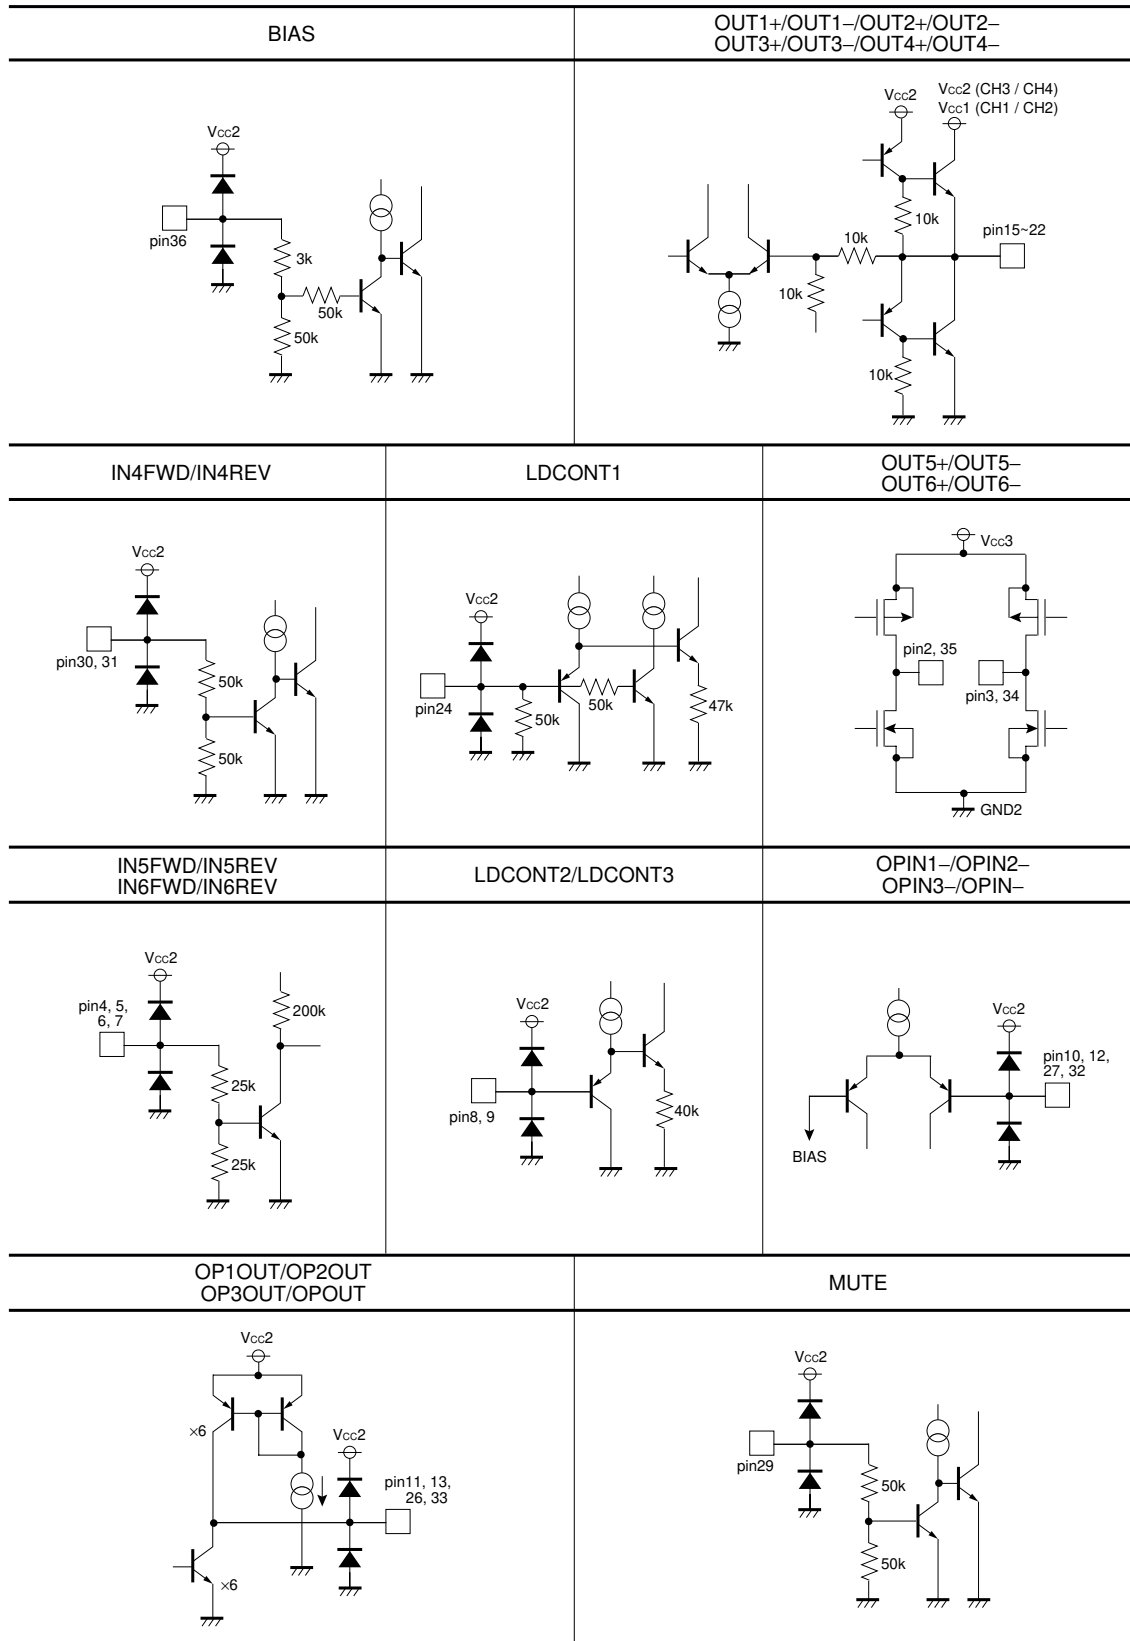 BIAS
OUT1+/OUT1–/OUT2+/OUT2–
OUT3+/OUT3–/OUT4+/OUT4–
Vcc2
pin36
3k
50k
50k
Vcc2
Vcc2 (CH3 / CH4)
Vcc1 (CH1 / CH2)
10k
10k
10k
10k
pin15~22
IN4FWD/IN4REV
LDCONT1
OUT5+/OUT5–
OUT6+/OUT6–
Vcc2
pin30, 31
50k
50k
Vcc2
pin24
50k
50k
47k
Vcc3
pin2, 35
pin3, 34
GND2
IN5FWD/IN5REV
IN6FWD/IN6REV
LDCONT2/LDCONT3
OPIN1–/OPIN2–
OPIN3–/OPIN–
Vcc2
pin4, 5,
6, 7
200k
25k
25k
Vcc2
pin8, 9
40k
Vcc2
pin10, 12,
27, 32
BIAS
OP1OUT/OP2OUT
OP3OUT/OPOUT
MUTE
Vcc2
×6
Vcc2
pin11, 13,
26, 33
×6
Vcc2
pin29
50k
50k